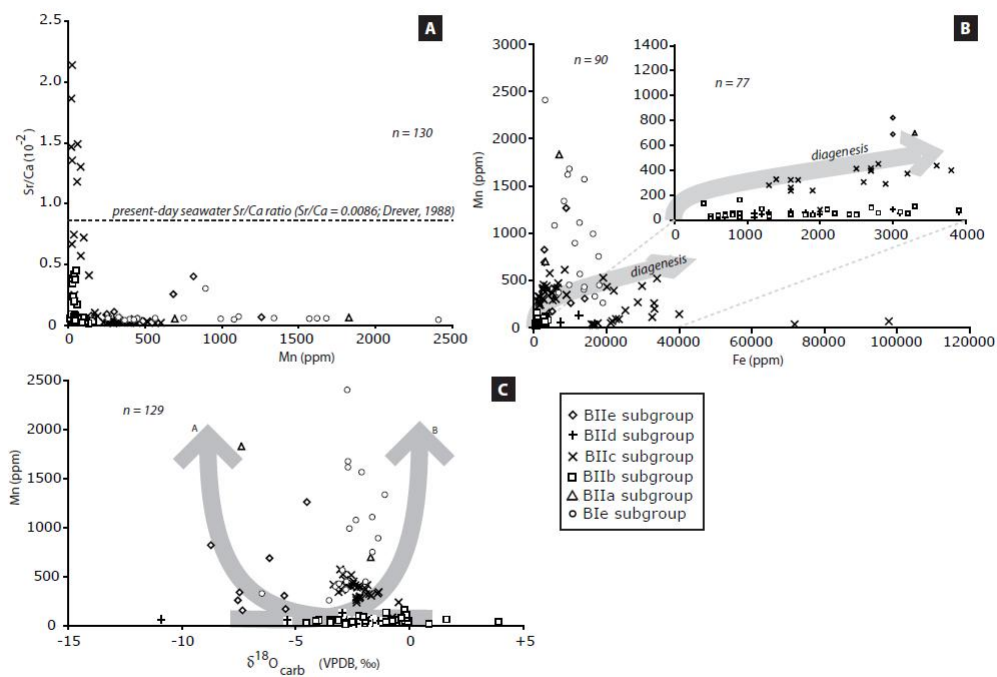 A
2.5
2.0
1.5
1.0
0.5
0
Sr/Ca (10⁻²)
n = 130
present-day seawater Sr/Ca ratio (Sr/Ca = 0.0086; Drever, 1988)
0 500 1000 1500 2000 2500
Mn (ppm)
B
3000
2500
2000
1500
1000
500
0
Mn (ppm)
n = 90
1400
1200
1000
800
600
400
200
0
n = 77
diagenesis
0 1000 2000 3000 4000
diagenesis
0 20000 40000 60000 80000 100000 120000
Fe (ppm)
C
2500
2000
1500
1000
500
0
Mn (ppm)
n = 129
A
B
-15 -10 -5 0 +5
δ¹⁸Ocarb (VPDB, ‰)
BIIe subgroup
BIId subgroup
BIIc subgroup
BIIb subgroup
BIIa subgroup
BIe subgroup